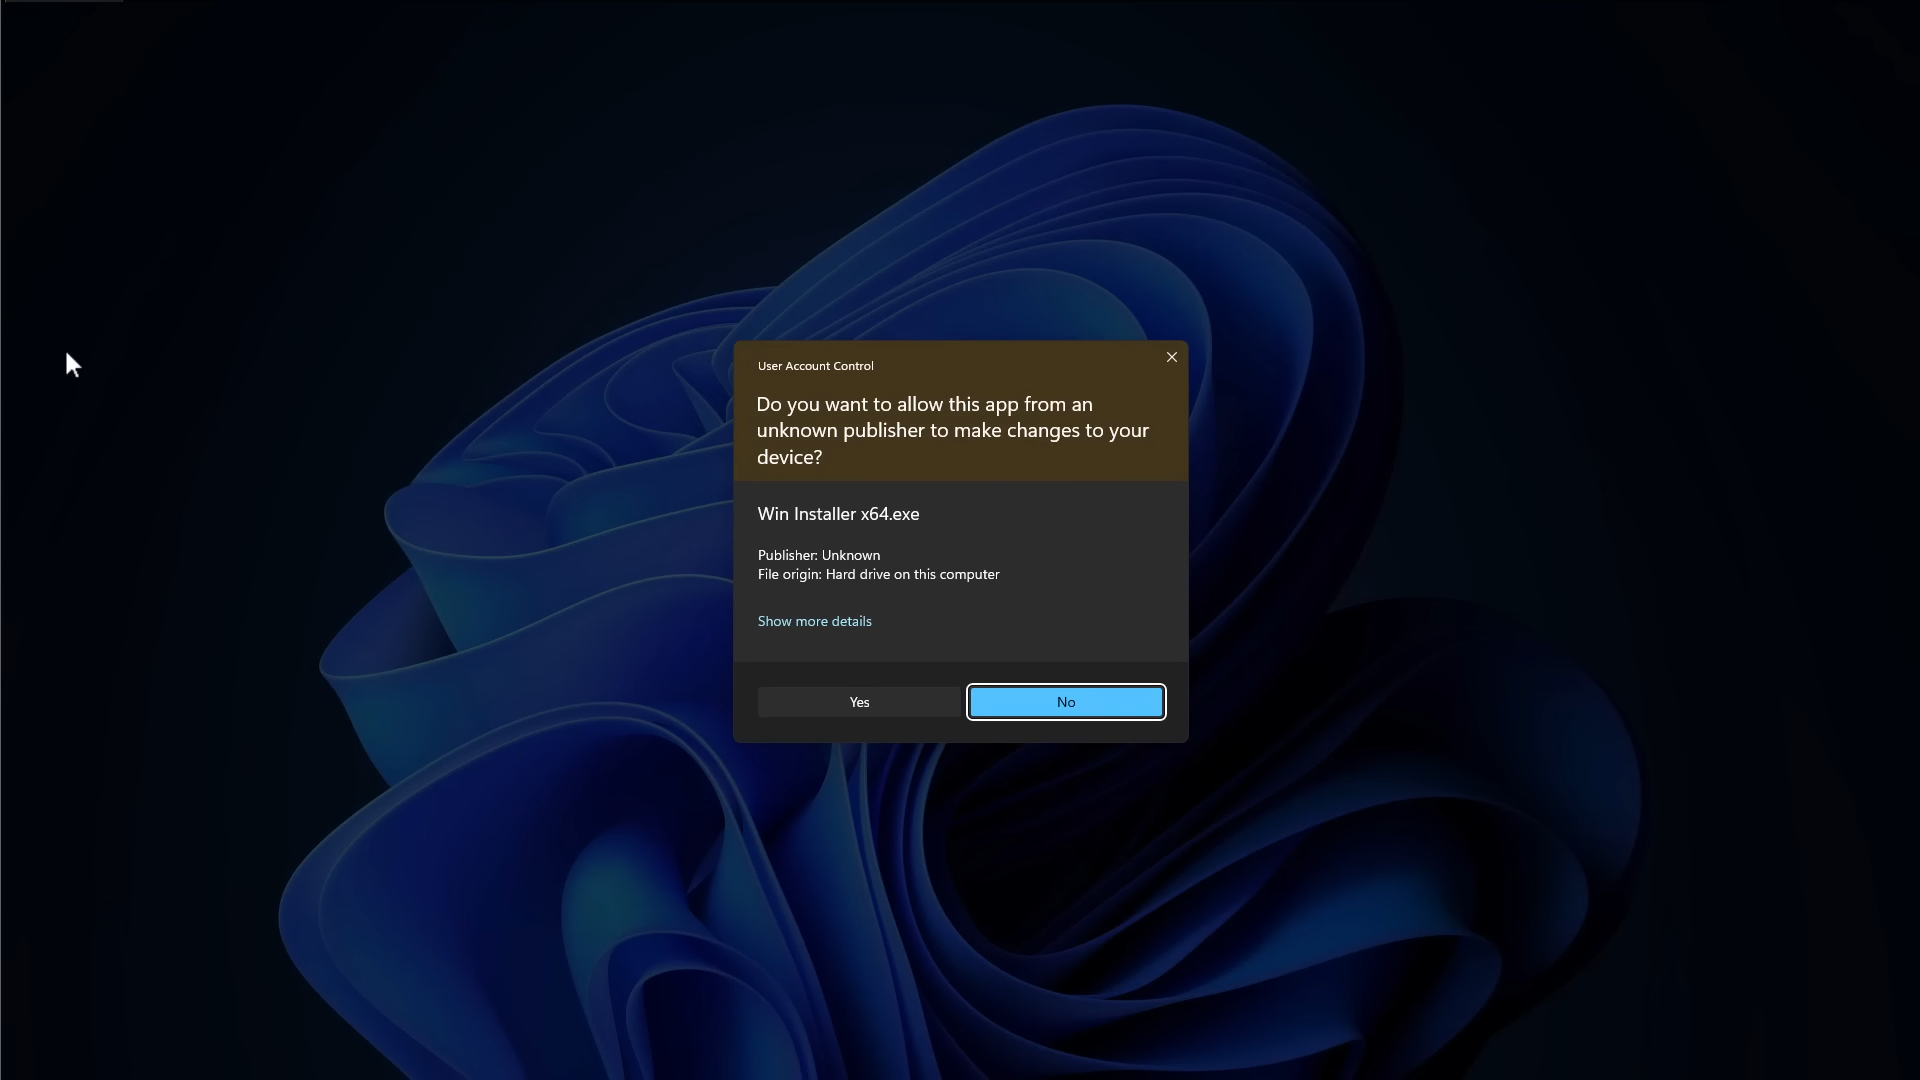 User Account Control
Do you want to allow this app from an
unknown publisher to make changes to your
device?
Win Installer x64.exe
Publisher: Unknown
File origin: Hard drive on this computer
Show more details
Yes
No